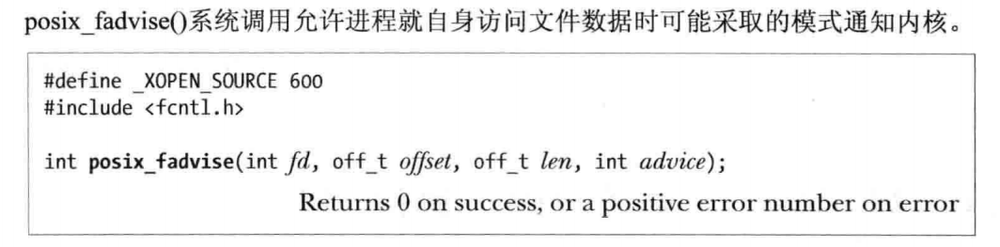 posix_fadvise()系统调用允许进程就自身访问文件数据时可能采取的模式通知内核。
#define _XOPEN_SOURCE 600
#include <fcntl.h>
int posix_fadvise(int fd, off_t offset, off_t len, int advice);
Returns 0 on success, or a positive error number on error